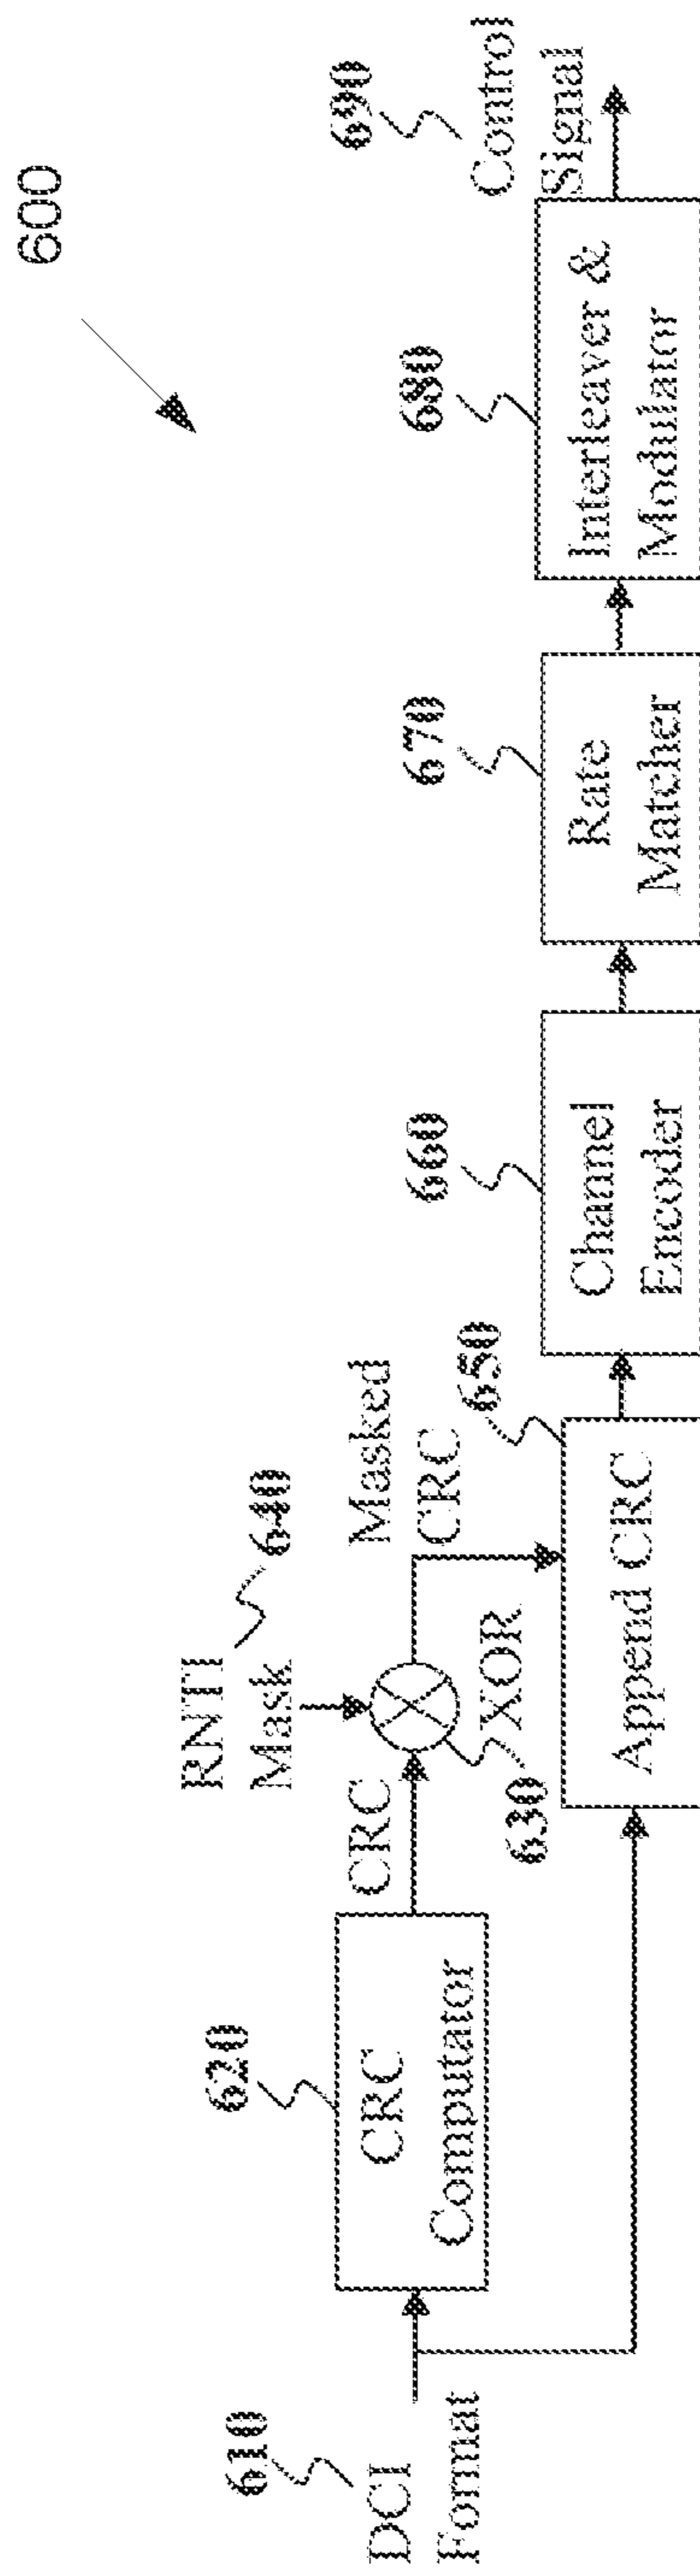 600
610
DCI
Format
620
CRC
Computator
CRC
RNTI
Mask
640
630
XOR
Masked
CRC
650
Append CRC
660
Channel
Encoder
670
Rate
Matcher
680
Interleaver &
Modulator
690
Control
Signal